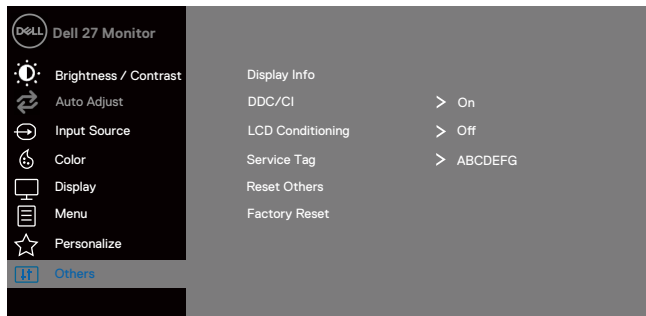 DELL Dell 27 Monitor
Brightness / Contrast Display Info
Auto Adjust DDC/CI > On
Input Source LCD Conditioning > Off
Color Service Tag > ABCDEFG
Display Reset Others
Menu Factory Reset
Personalize
Others